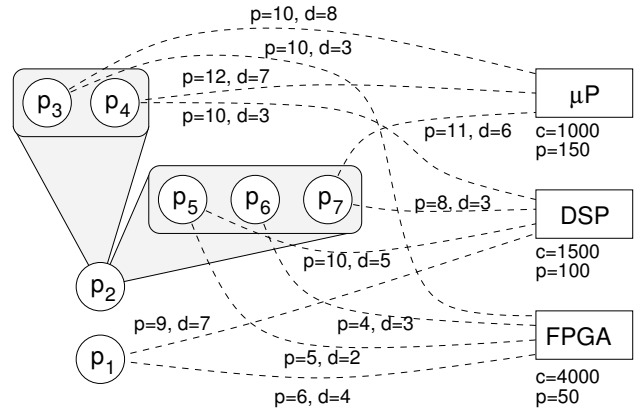 p=10, d=8
p=10, d=3
p=12, d=7
p3 p4
μP
p=10, d=3
p=11, d=6
c=1000
p=150
p5 p6 p7
p=8, d=3
DSP
p=10, d=5
c=1500
p=100
p2
p=9, d=7
p=4, d=3
FPGA
p1
p=5, d=2
c=4000
p=50
p=6, d=4